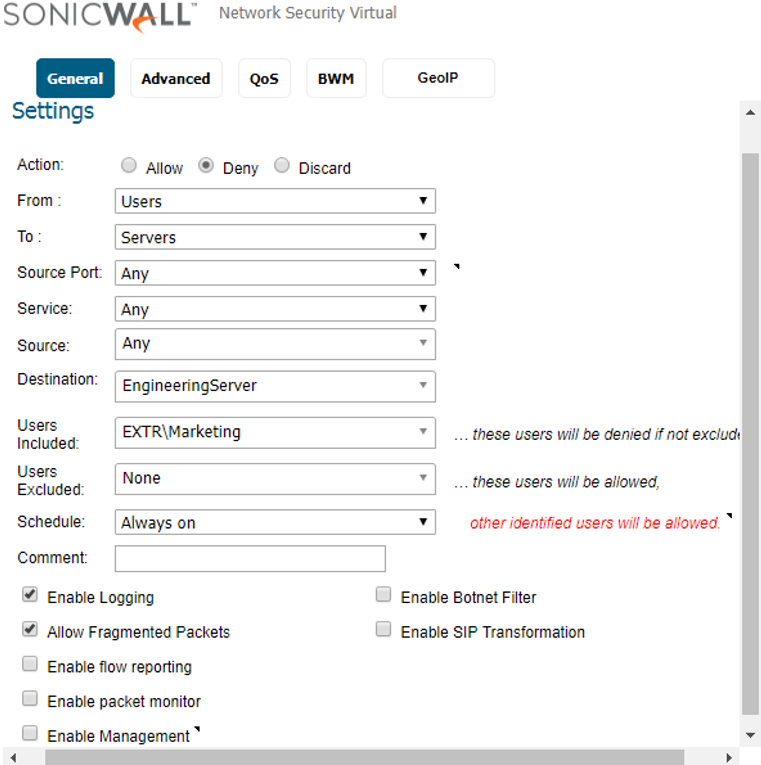 SONICWALL™ Network Security Virtual
General Advanced QoS BWM GeoIP
Settings
Action: Allow Deny Discard
From : Users
To : Servers
Source Port: Any
Service: Any
Source: Any
Destination: EngineeringServer
Users Included: EXTR\Marketing ... these users will be denied if not exclude
Users Excluded: None ... these users will be allowed,
Schedule: Always on other identified users will be allowed.
Comment:
Enable Logging Enable Botnet Filter
Allow Fragmented Packets Enable SIP Transformation
Enable flow reporting
Enable packet monitor
Enable Management